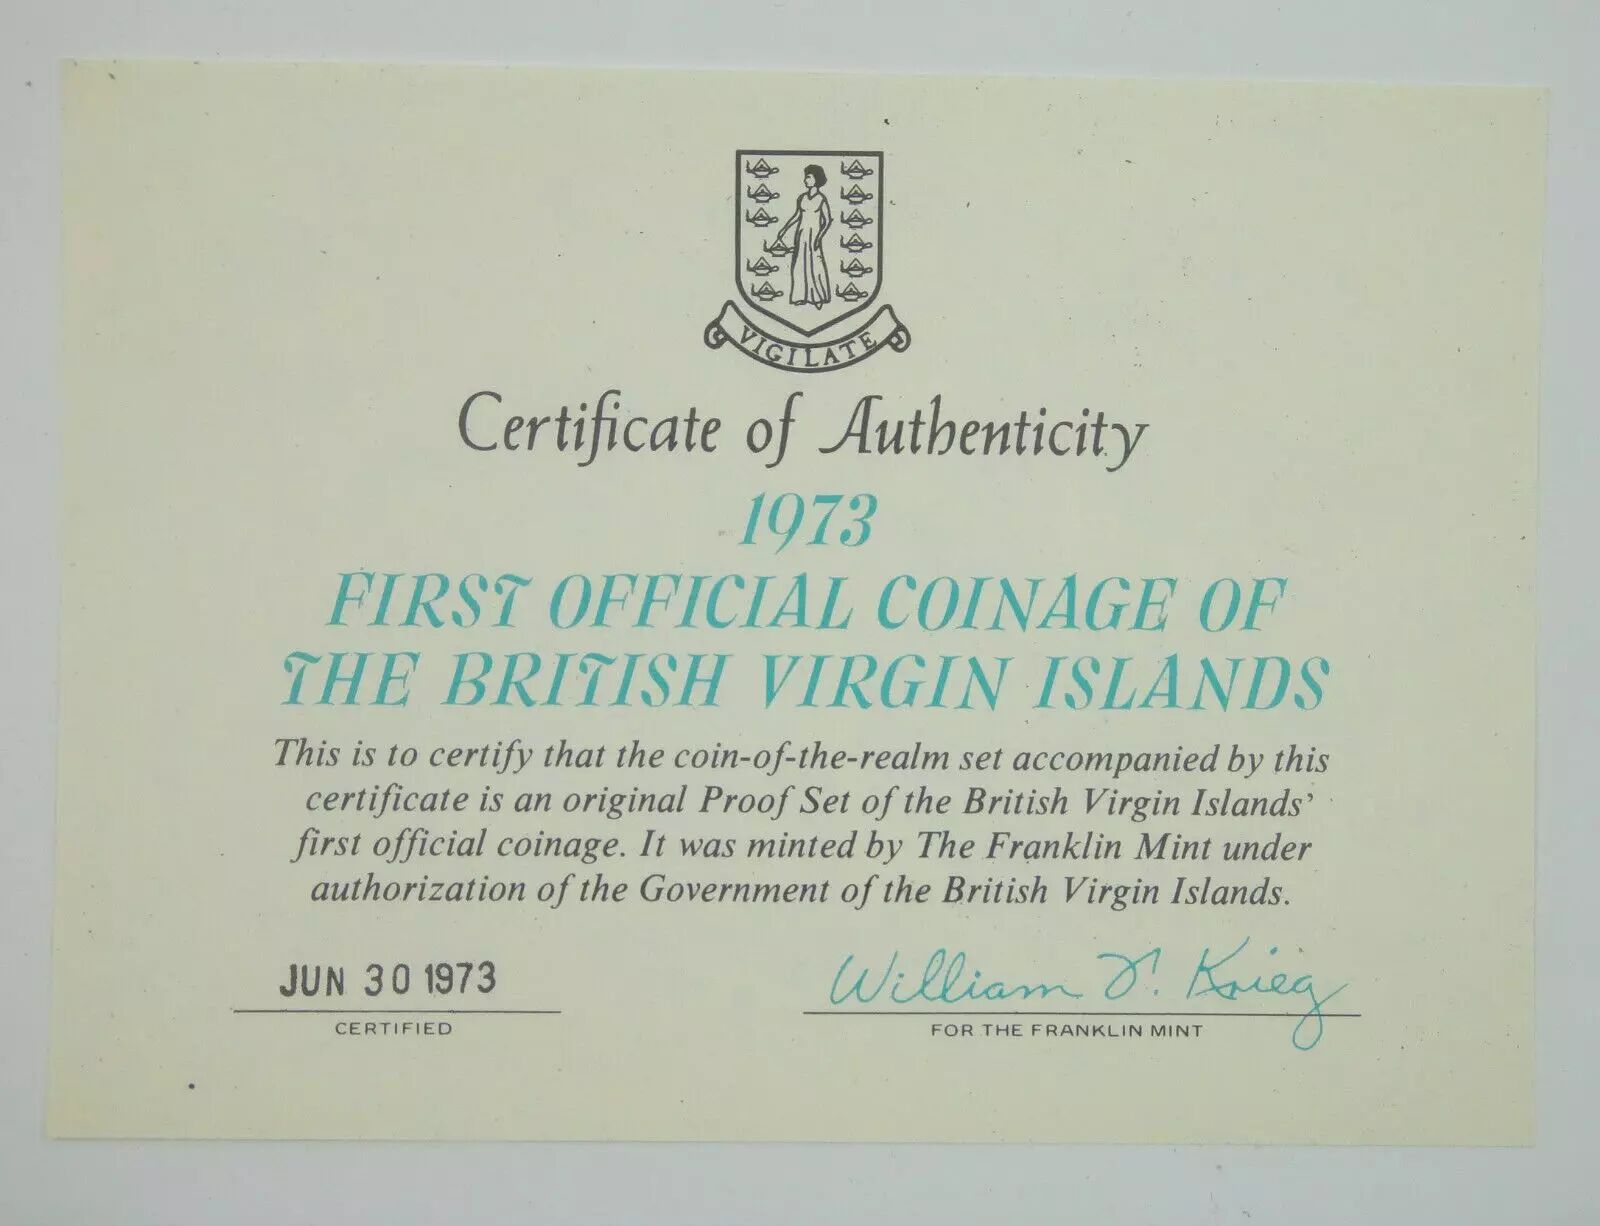 VIGILATE
Certificate of Authenticity
1973
FIRST OFFICIAL COINAGE OF
THE BRITISH VIRGIN ISLANDS
This is to certify that the coin-of-the-realm set accompanied by this
certificate is an original Proof Set of the British Virgin Islands’
first official coinage. It was minted by The Franklin Mint under
authorization of the Government of the British Virgin Islands.
JUN 30 1973
CERTIFIED
William T. Krieg
FOR THE FRANKLIN MINT